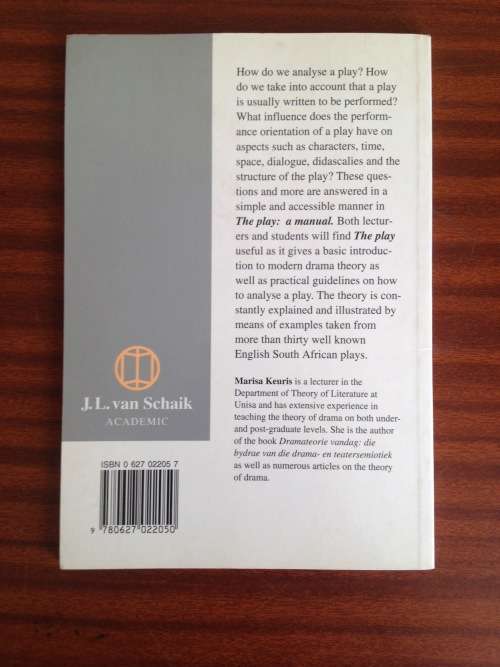 How do we analyse a play? How
do we take into account that a play
is usually written to be performed?
What influence does the perform-
ance orientation of a play have on
aspects such as characters, time,
space, dialogue, didascalies and the
structure of the play? These ques-
tions and more are answered in a
simple and accessible manner in
The play: a manual. Both lectur-
ers and students will find The play
useful as it gives a basic introduc-
tion to modern drama theory as
well as practical guidelines on how
to analyse a play. The theory is con-
stantly explained and illustrated by
means of examples taken from
more than thirty well known
English South African plays.
Marisa Keuris is a lecturer in the
Department of Theory of Literature at
Unisa and has extensive experience in
teaching the theory of drama on both under-
and post-graduate levels. She is the author
of the book Dramateorie vandag: die
bydrae van die drama- en teatersemiotiek
as well as numerous articles on the theory
of drama.
J.L. van Schaik
ACADEMIC
ISBN 0 627 02205 7
9 780627 022050